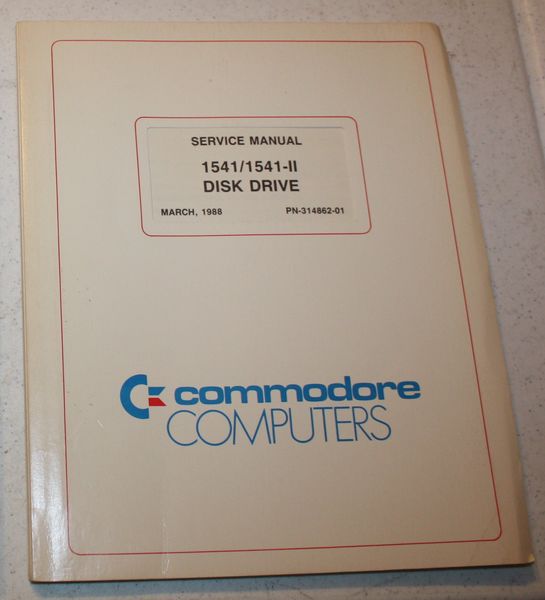 SERVICE MANUAL
1541/1541-II
DISK DRIVE
MARCH, 1988 PN-314862-01
commodore
COMPUTERS